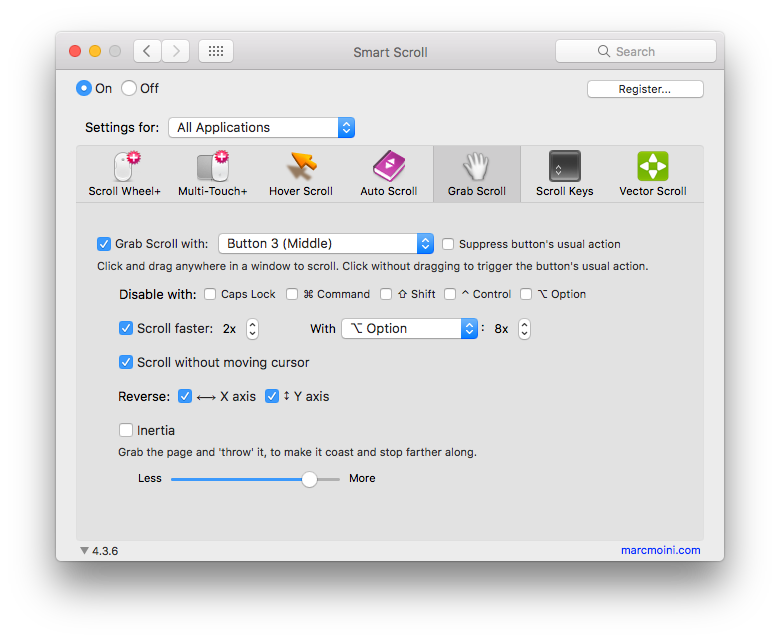 Smart Scroll
Search
On Off
Register...
Settings for: All Applications
Scroll Wheel+ Multi-Touch+ Hover Scroll Auto Scroll Grab Scroll Scroll Keys Vector Scroll
Grab Scroll with: Button 3 (Middle) Suppress button's usual action
Click and drag anywhere in a window to scroll. Click without dragging to trigger the button's usual action.
Disable with: Caps Lock ⌘ Command ⇧ Shift ^ Control ⌥ Option
Scroll faster: 2x With ⌥ Option : 8x
Scroll without moving cursor
Reverse: ⟷ X axis ↕ Y axis
Inertia
Grab the page and 'throw' it, to make it coast and stop farther along.
Less More
▼ 4.3.6 marcmoini.com